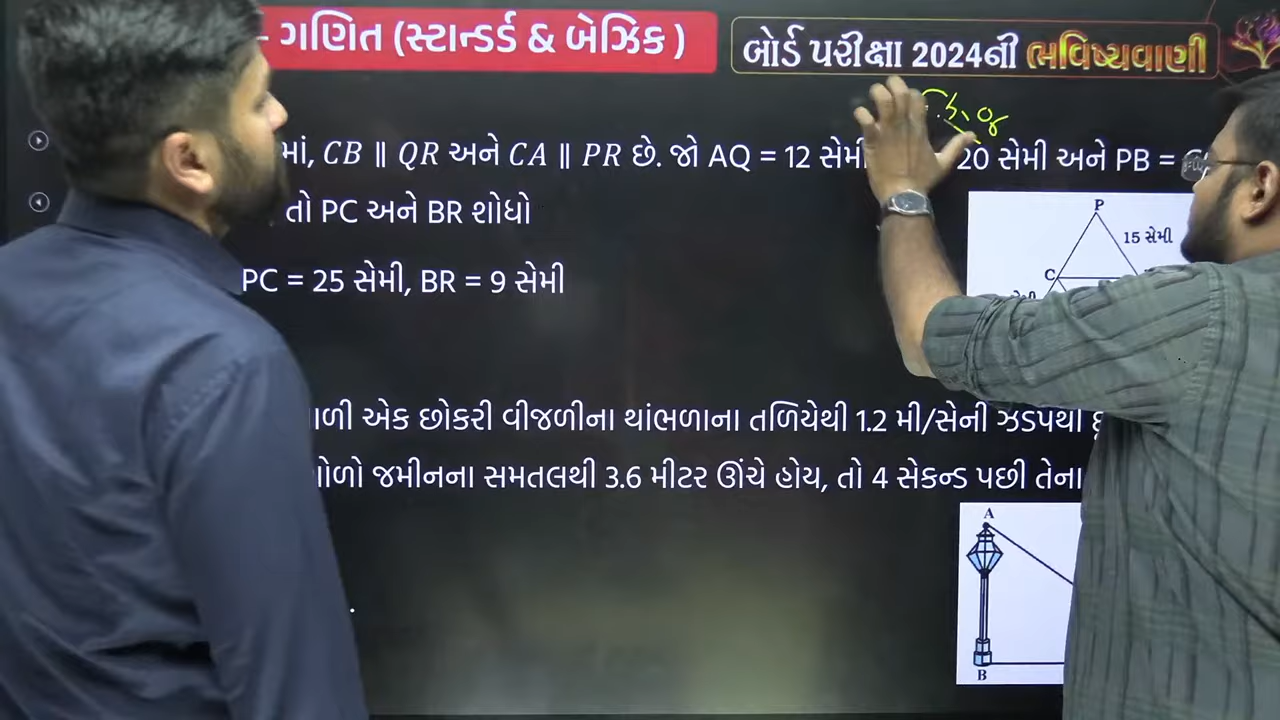 - ગણિત (સ્ટાન્ડર્ડ & બેઝિક )
બોર્ડ પરીક્ષા 2024ની ભવિષ્યવાણી
માં, CB ∥ QR અને CA ∥ PR છે. જો AQ = 12 સેમી 20 સેમી અને PB =
તો PC અને BR શોધો
PC = 25 સેમી, BR = 9 સેમી
P
15 સેમી
C
એક છોકરી વીજળીના થાંભળાના તળિયેથી 1.2 મી/સેની ઝડપથી
જમીનના સમતલથી 3.6 મીટર ઊંચે હોય, તો 4 સેકન્ડ પછી તેના
A
B